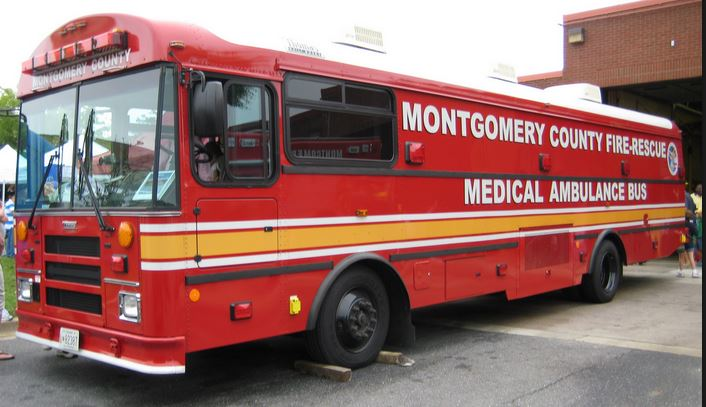 MONTGOMERY COUNTY
MONTGOMERY COUNTY FIRE-RESCUE
MEDICAL AMBULANCE BUS